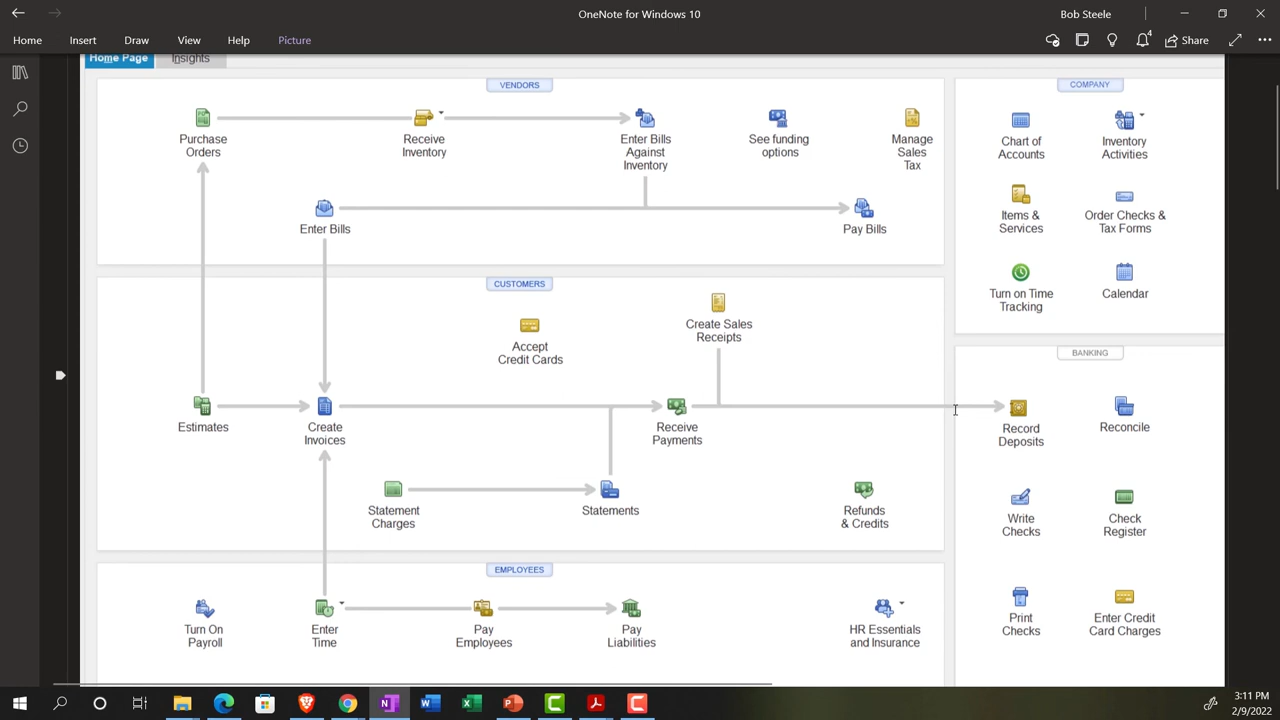 OneNote for Windows 10
Bob Steele
Home
Insert
Draw
View
Help
Picture
4
Share
Home Page
Insights
VENDORS
Purchase
Orders
Receive
Inventory
Enter Bills
Against
Inventory
See funding
options
Manage
Sales
Tax
Enter Bills
Pay Bills
CUSTOMERS
Accept
Credit Cards
Create Sales
Receipts
Estimates
Create
Invoices
Receive
Payments
Statement
Charges
Statements
Refunds
& Credits
EMPLOYEES
Turn On
Payroll
Enter
Time
Pay
Employees
Pay
Liabilities
HR Essentials
and Insurance
COMPANY
Chart of
Accounts
Inventory
Activities
Items &
Services
Order Checks &
Tax Forms
Turn on Time
Tracking
Calendar
BANKING
Record
Deposits
Reconcile
Write
Checks
Check
Register
Print
Checks
Enter Credit
Card Charges
3:11 PM
2/9/2022